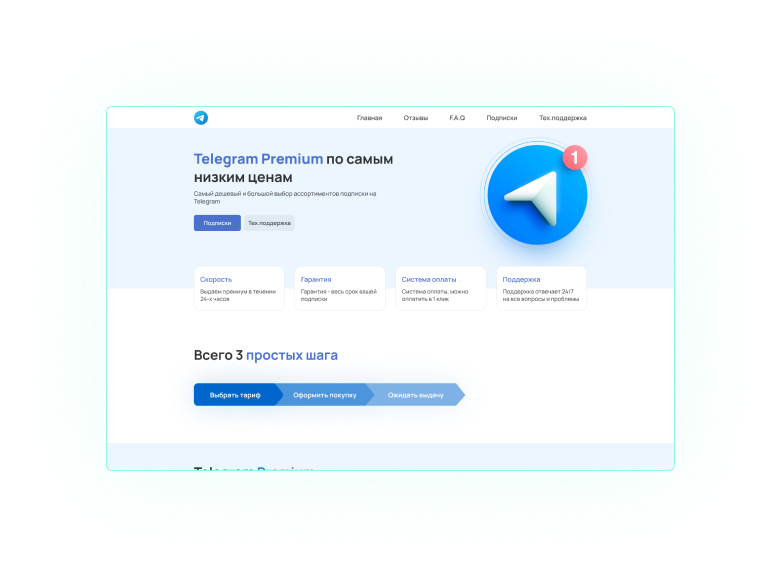 Главная Отзывы F.A.Q Подписки Тех.поддержка
1
Telegram Premium по самым
низким ценам
Самый дешевый и большой выбор ассортиментов подписки на
Telegram
Подписки Тех.поддержка
Скорость
Выдаем премиум в течении
24-х часов
Гарантия
Гарантия - весь срок вашей
подписки
Система оплаты
Система оплаты, можно
оплатить в 1 клик
Поддержка
Поддержка отвечает 24/7
на все вопросы и проблемы
Всего 3 простых шага
Выбрать тариф Оформить покупку Ожидать выдачу
Telegram Premium